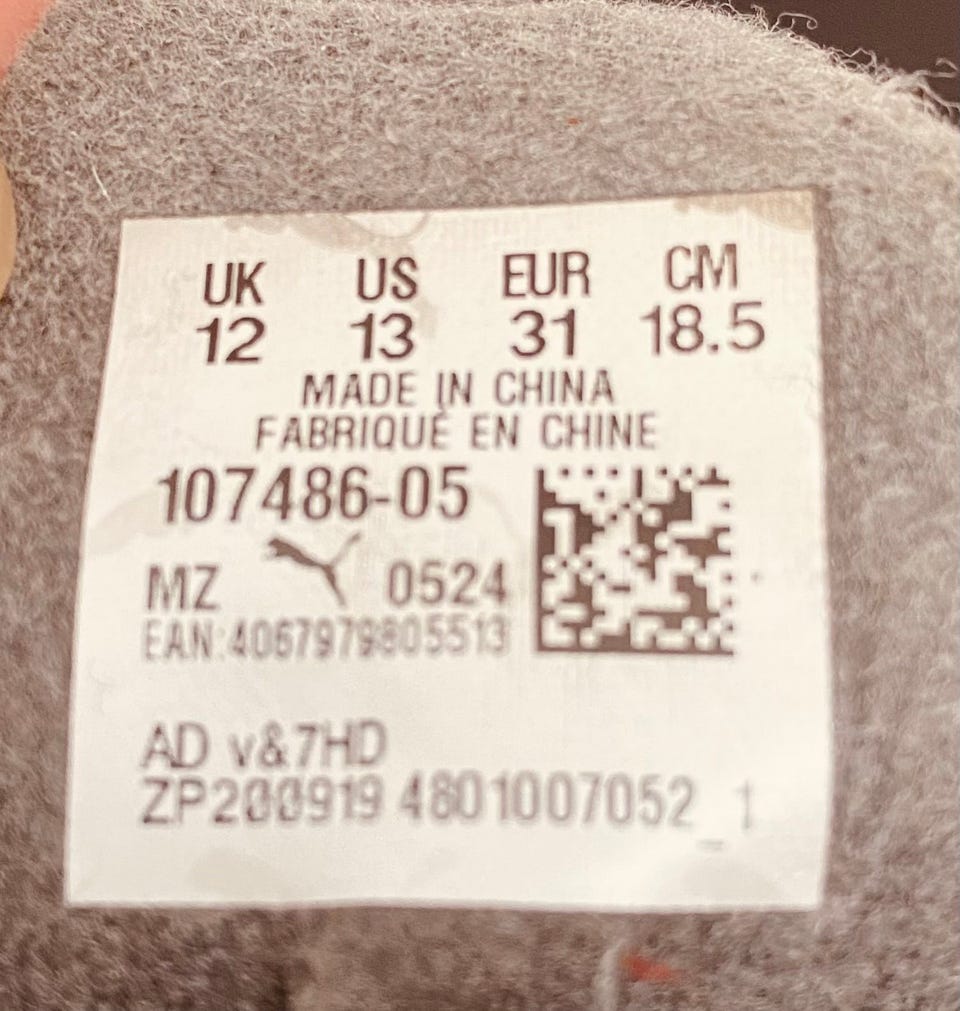 UK US EUR CM
12 13 31 18.5
MADE IN CHINA
FABRIQUÉ EN CHINE
107486-05
MZ 0524
EAN:4067979805513
AD v&7HD
ZP200919 4801007052_1